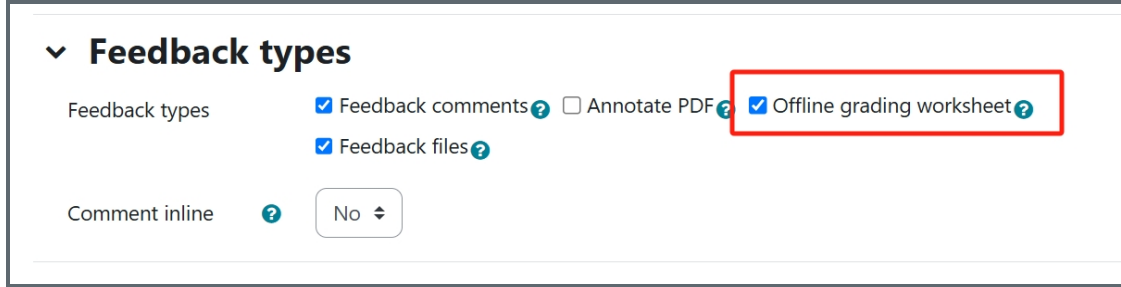 Feedback types
Feedback types Feedback comments Annotate PDF Offline grading worksheet
Feedback files
Comment inline No